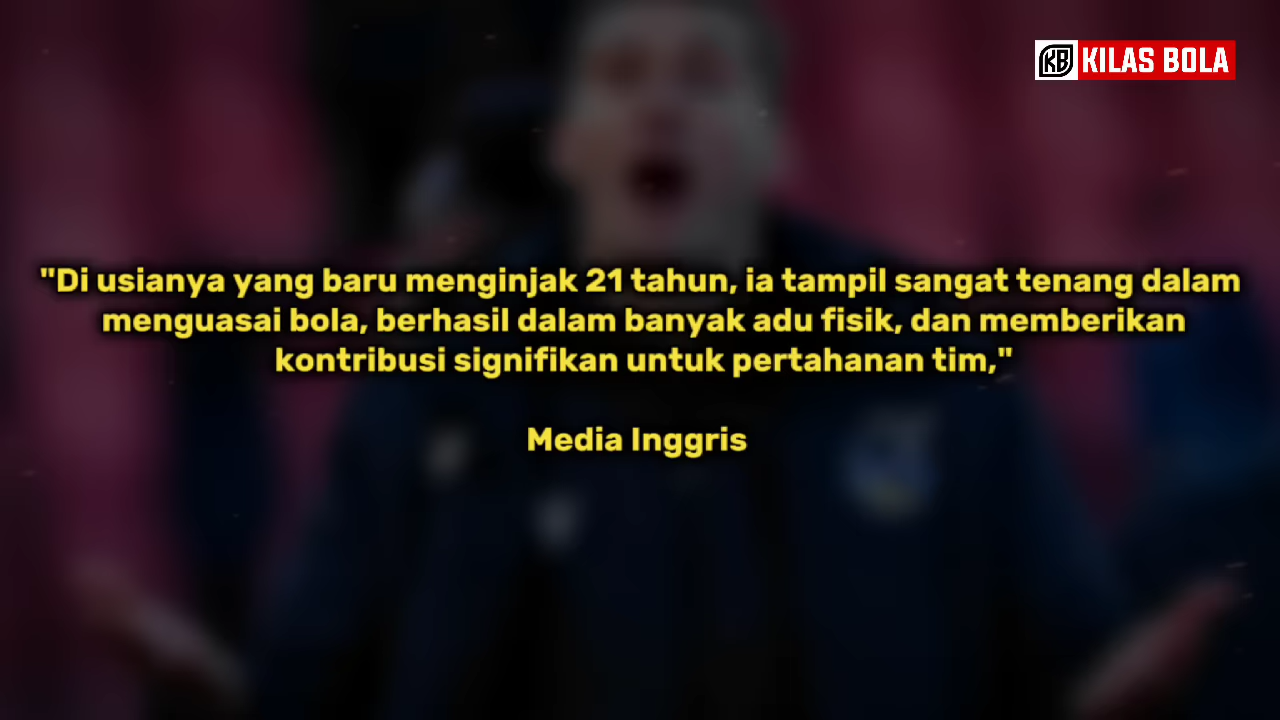 KB KILAS BOLA
"Di usianya yang baru menginjak 21 tahun, ia tampil sangat tenang dalam
menguasai bola, berhasil dalam banyak adu fisik, dan memberikan
kontribusi signifikan untuk pertahanan tim,"
Media Inggris